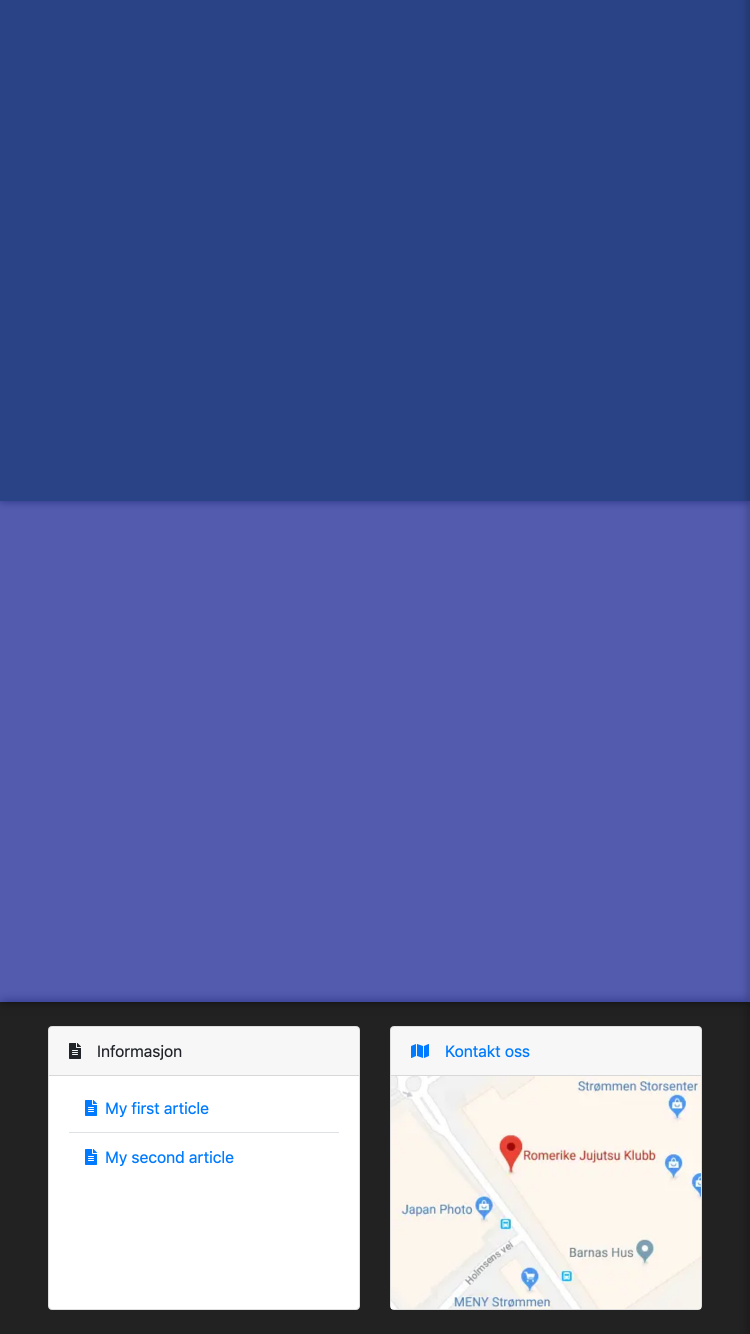 Informasjon
My first article
My second article
Kontakt oss
Strømmen Storsenter
Romerike Jujutsu Klubb
Japan Photo
Barnas Hus
Holmsens vei
MENY Strømmen